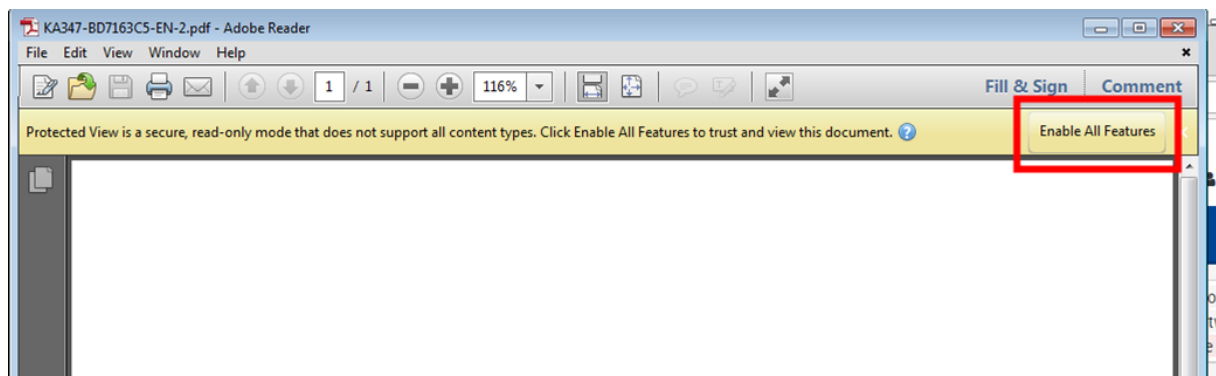 KA347-BD7163C5-EN-2.pdf - Adobe Reader
File Edit View Window Help
1 / 1 116% Fill & Sign Comment
Protected View is a secure, read-only mode that does not support all content types. Click Enable All Features to trust and view this document. Enable All Features